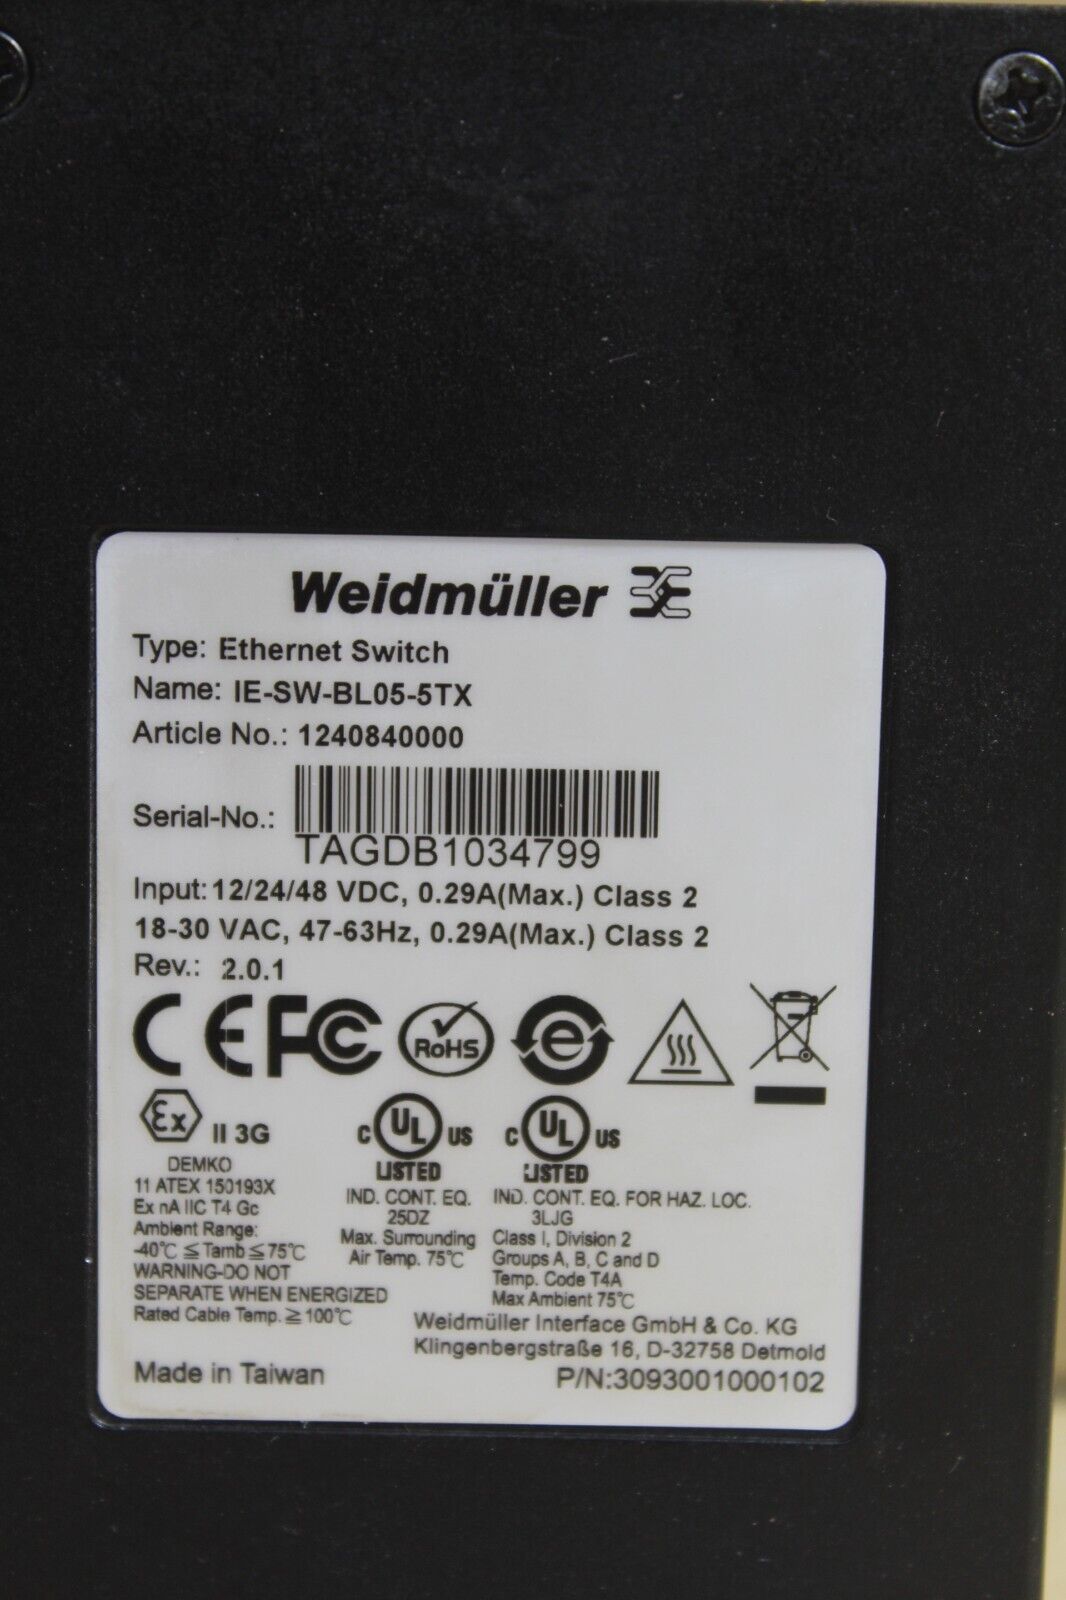 Weidmüller
Type: Ethernet Switch
Name: IE-SW-BL05-5TX
Article No.: 1240840000
Serial-No.:
TAGDB1034799
Input: 12/24/48 VDC, 0.29A(Max.) Class 2
18-30 VAC, 47-63Hz, 0.29A(Max.) Class 2
Rev.: 2.0.1
CE FC RoHS e
Ex II 3G
DEMKO
11 ATEX 150193X
Ex nA IIC T4 Gc
Ambient Range:
-40℃ ≦ Tamb ≦ 75℃
WARNING-DO NOT
SEPARATE WHEN ENERGIZED
Rated Cable Temp. ≧ 100℃
C UL US
LISTED
IND. CONT. EQ.
25DZ
Max. Surrounding
Air Temp. 75℃
C UL US
LISTED
IND. CONT. EQ. FOR HAZ. LOC.
3LJG
Class I, Division 2
Groups A, B, C and D
Temp. Code T4A
Max Ambient 75℃
Weidmüller Interface GmbH & Co. KG
Klingenbergstraße 16, D-32758 Detmold
Made in Taiwan
P/N:3093001000102